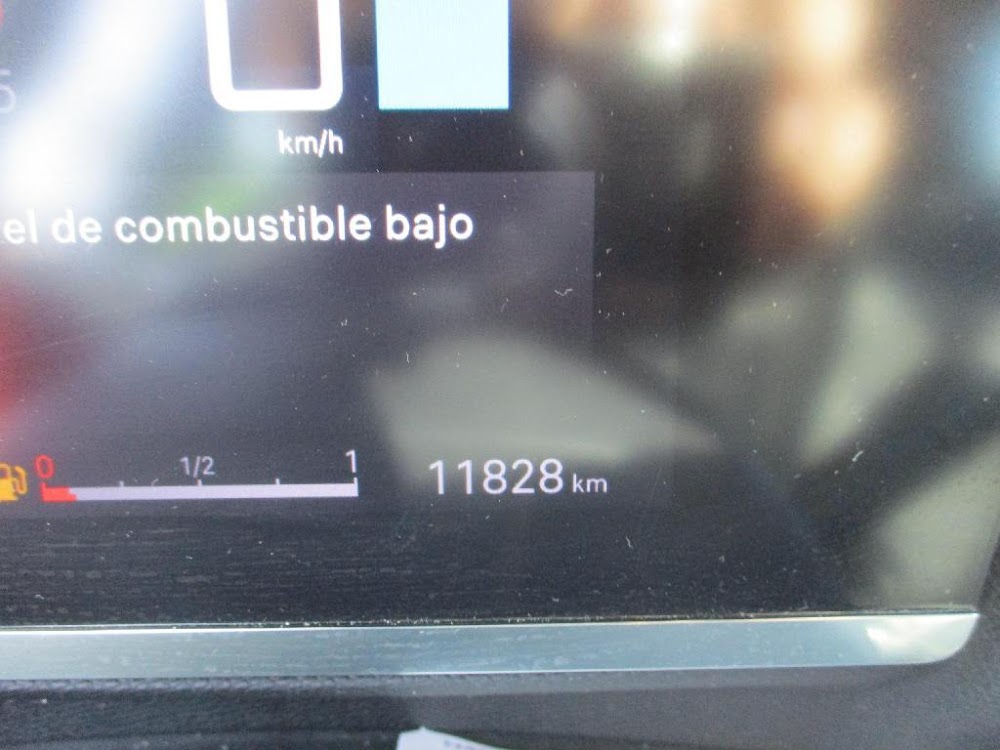 km/h
el de combustible bajo
0 1/2 1
11828 km